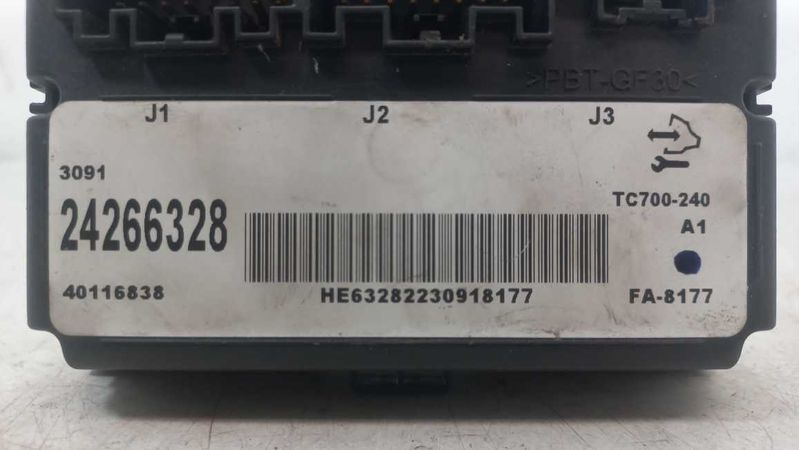 >PBT-GF30<
J1 J2 J3
3091
24266328
40116838
HE63282230918177
TC700-240
A1
FA-8177